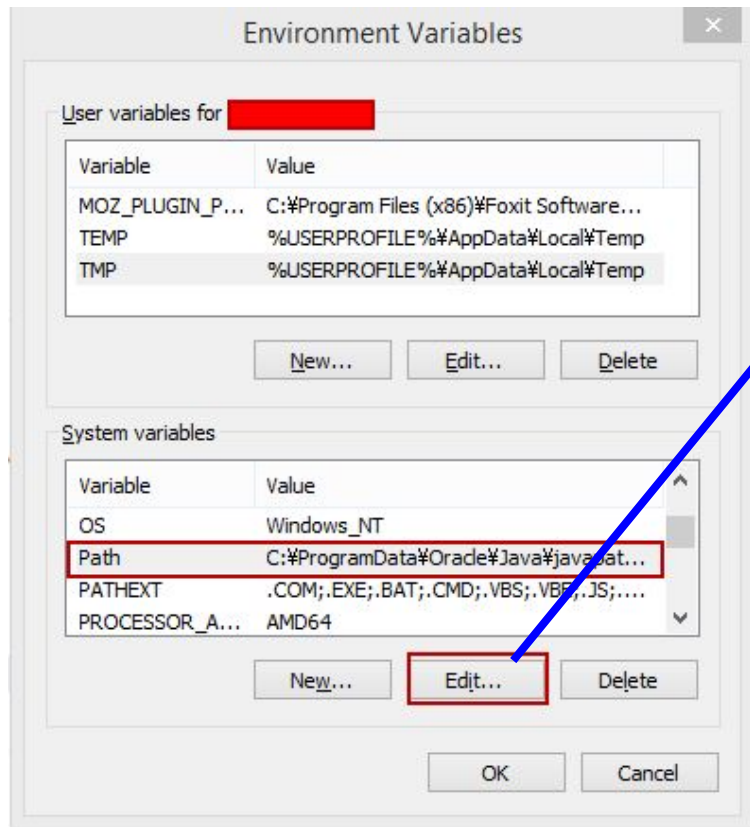 Environment Variables
User variables for
Variable Value
MOZ_PLUGIN_P... C:¥Program Files (x86)¥Foxit Software...
TEMP %USERPROFILE%¥AppData¥Local¥Temp
TMP %USERPROFILE%¥AppData¥Local¥Temp
New... Edit... Delete
System variables
Variable Value
OS Windows_NT
Path C:¥ProgramData¥Oracle¥Java¥javapat...
PATHEXT .COM;.EXE;.BAT;.CMD;.VBS;.VBE;.JS;....
PROCESSOR_A... AMD64
New... Edit... Delete
OK Cancel